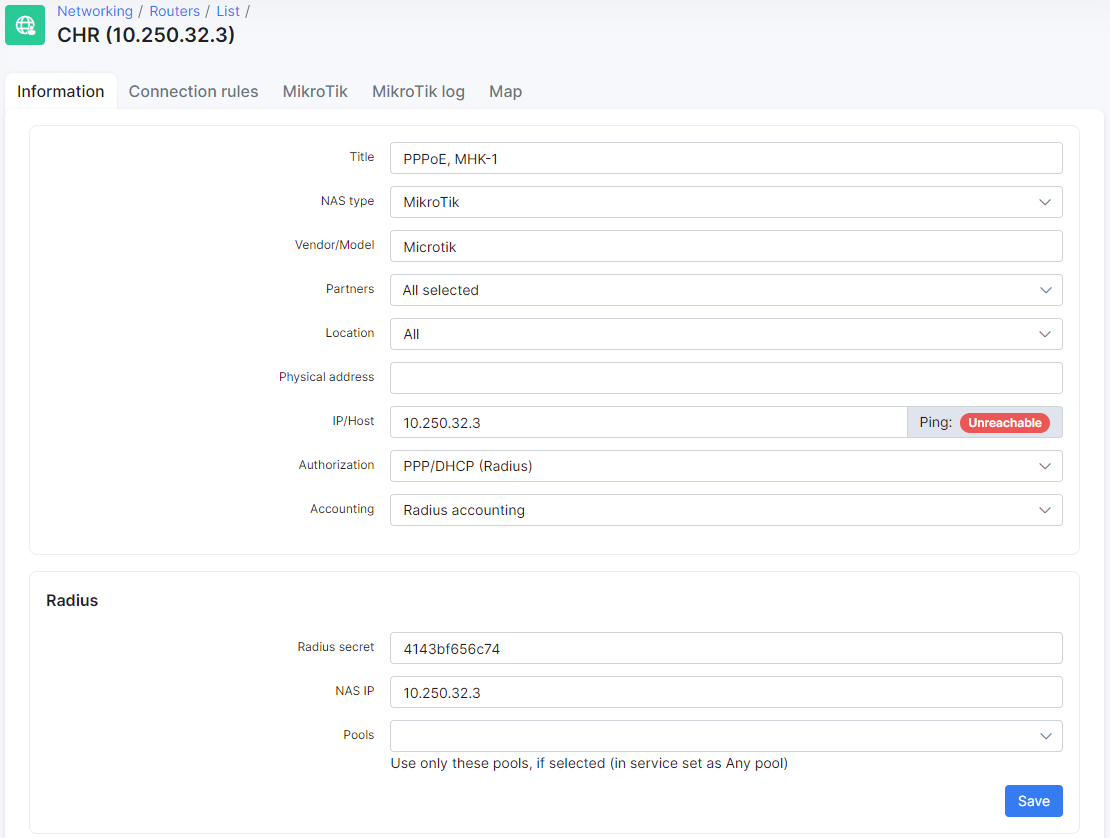 Networking / Routers / List /
CHR (10.250.32.3)
Information Connection rules MikroTik MikroTik log Map
Title PPPoE, MHK-1
NAS type MikroTik
Vendor/Model Microtik
Partners All selected
Location All
Physical address
IP/Host 10.250.32.3 Ping: Unreachable
Authorization PPP/DHCP (Radius)
Accounting Radius accounting
Radius
Radius secret 4143bf656c74
NAS IP 10.250.32.3
Pools
Use only these pools, if selected (in service set as Any pool)
Save